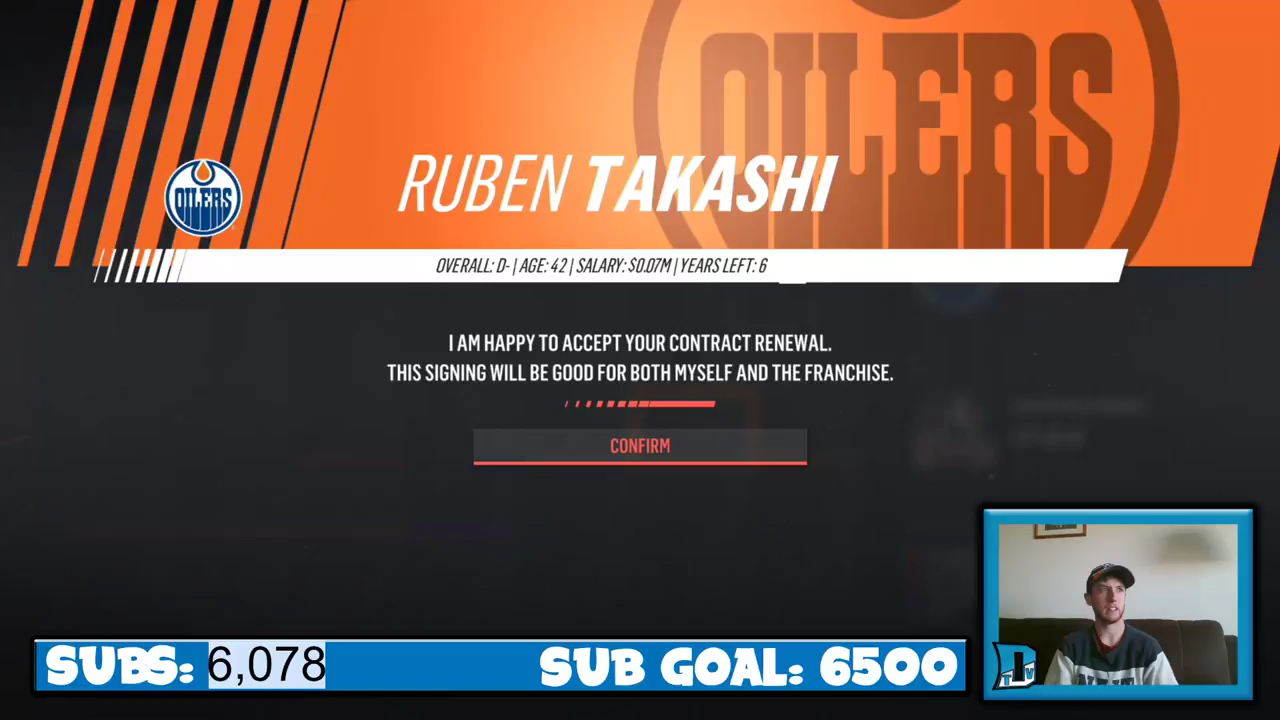 OILERS
OILERS
RUBEN TAKASHI
OVERALL: D- | AGE: 42 | SALARY: $0.07M | YEARS LEFT: 6
I AM HAPPY TO ACCEPT YOUR CONTRACT RENEWAL.
THIS SIGNING WILL BE GOOD FOR BOTH MYSELF AND THE FRANCHISE.
CONFIRM
SUBS: 6,078
SUB GOAL: 6500